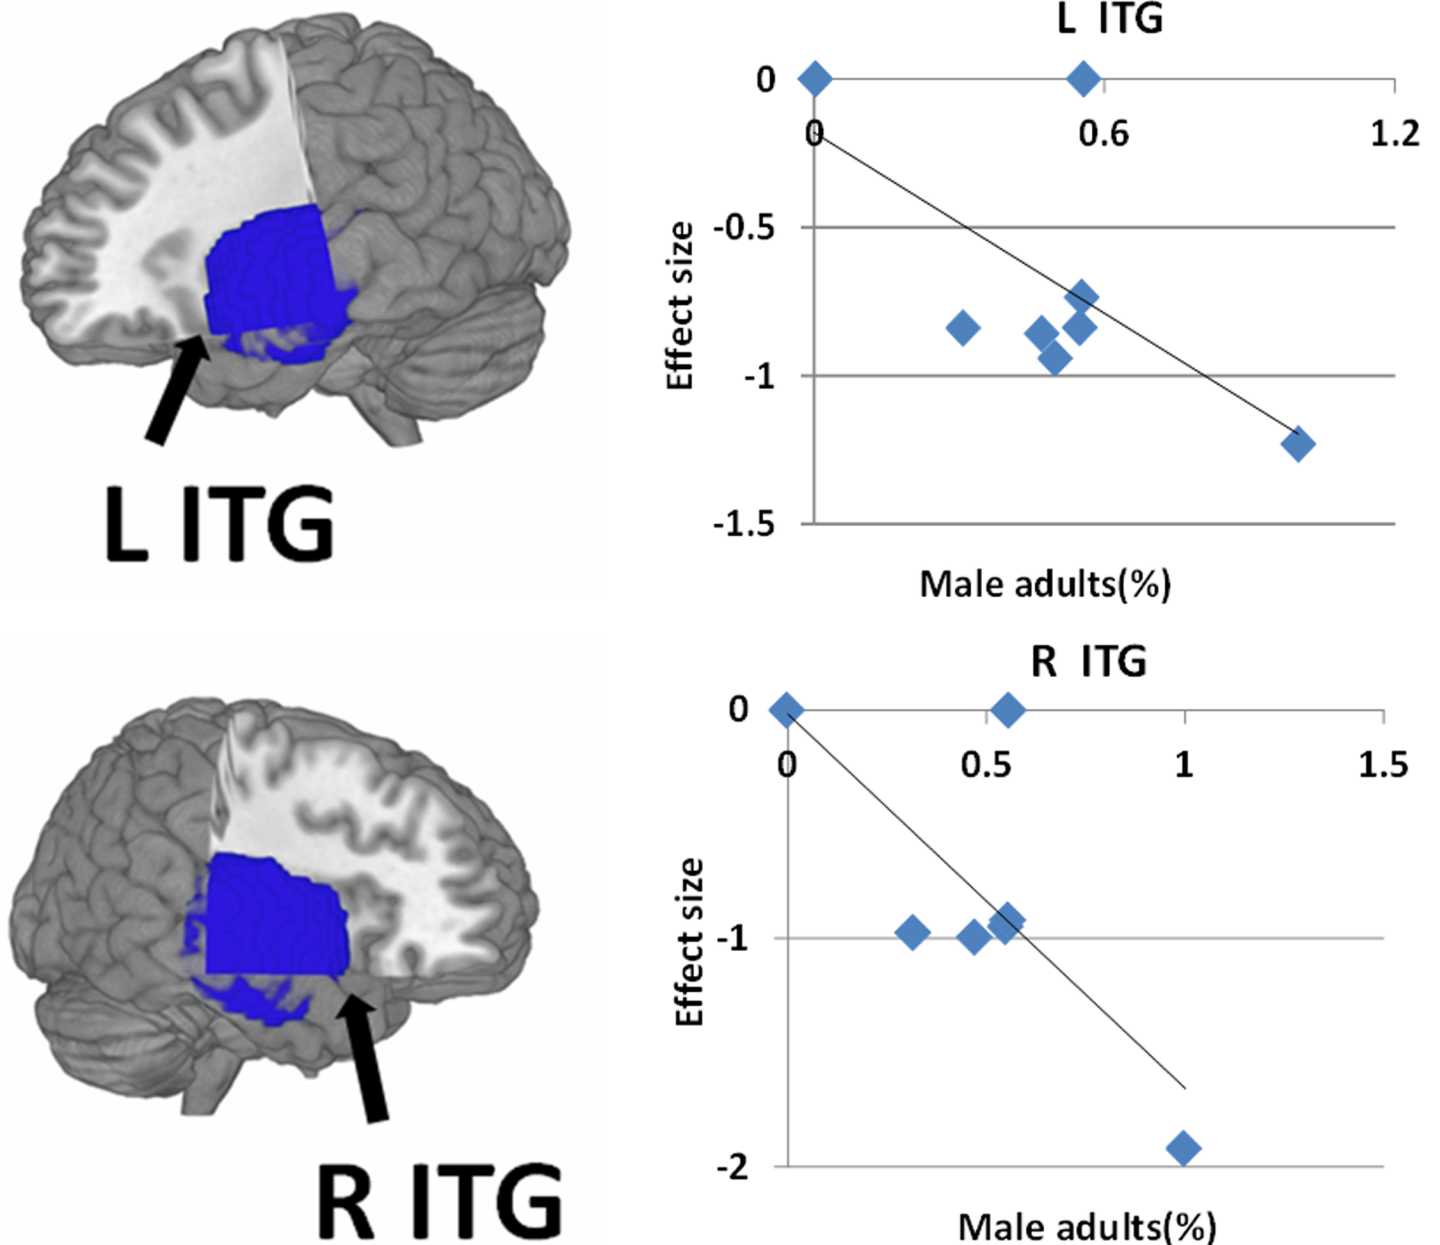 L ITG
L ITG
0
0 0.6 1.2
-0.5
-1
-1.5
Effect size
Male adults(%)
R ITG
R ITG
0
0 0.5 1 1.5
-1
-2
Effect size
Male adults(%)